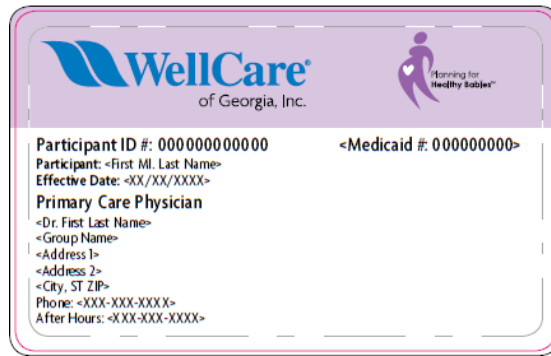 WellCare®
of Georgia, Inc.
Planning for
Healthy Babies™
Participant ID #: 000000000000 <Medicaid #: 000000000>
Participant: <First MI. Last Name>
Effective Date: <XX/XX/XXXX>
Primary Care Physician
<Dr. First Last Name>
<Group Name>
<Address 1>
<Address 2>
<City, ST ZIP>
Phone: <XXX-XXX-XXXX>
After Hours: <XXX-XXX-XXXX>